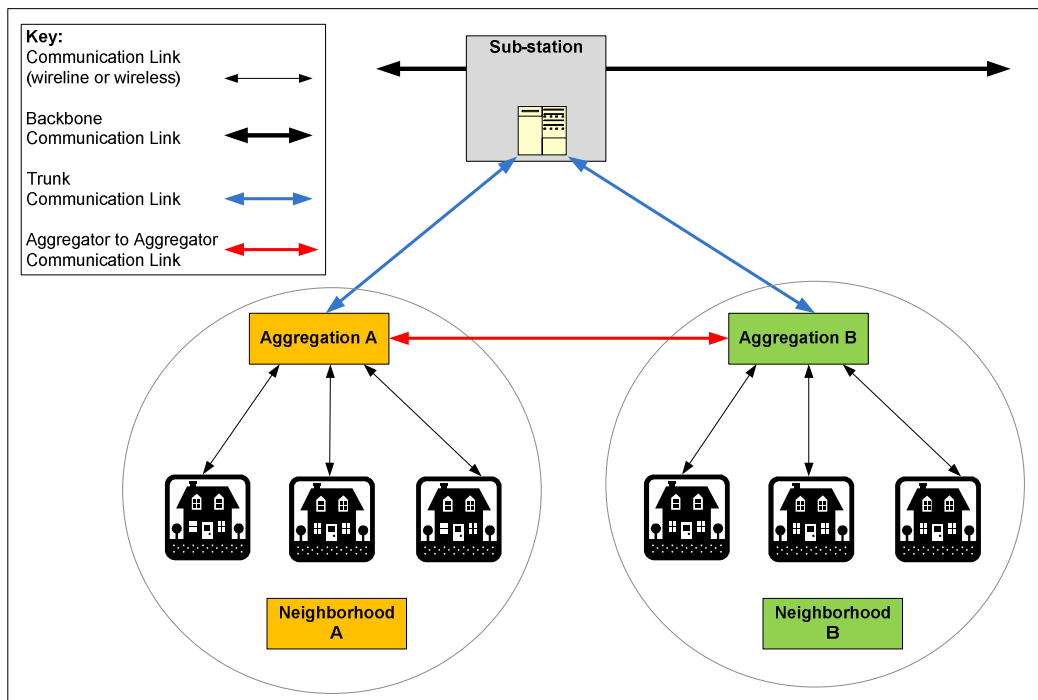 Key:
Communication Link
(wireline or wireless)
Backbone
Communication Link
Trunk
Communication Link
Aggregator to Aggregator
Communication Link
Sub-station
Aggregation A
Aggregation B
Neighborhood
A
Neighborhood
B